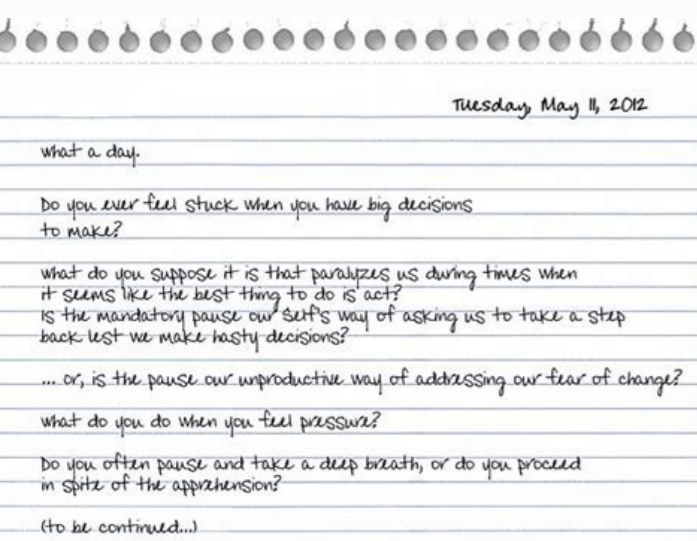 Tuesday, May 11, 2012
what a day.
Do you ever feel stuck when you have big decisions
to make?
what do you suppose it is that paralyzes us during times when
it seems like the best thing to do is act?
Is the mandatory pause our self's way of asking us to take a step
back lest we make hasty decisions?
... or, is the pause our unproductive way of addressing our fear of change?
what do you do when you feel pressure?
Do you often pause and take a deep breath, or do you proceed
in spite of the apprehension?
(to be continued...)